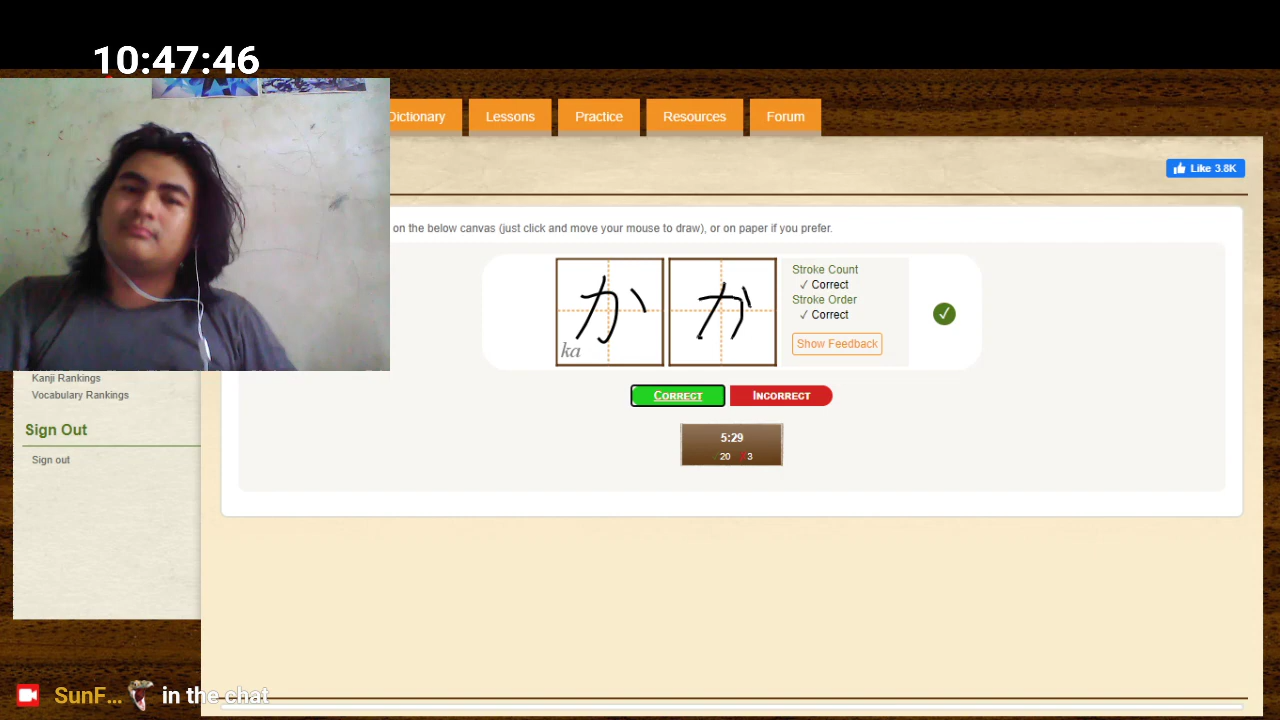 10:47:46
Dictionary
Lessons
Practice
Resources
Forum
Like 3.8K
on the below canvas (just click and move your mouse to draw), or on paper if you prefer.
か
ka
か
Stroke Count
✓ Correct
Stroke Order
✓ Correct
Show Feedback
✓
CORRECT
INCORRECT
5:29
20 3
Kanji Rankings
Vocabulary Rankings
Sign Out
Sign out
SunF... in the chat